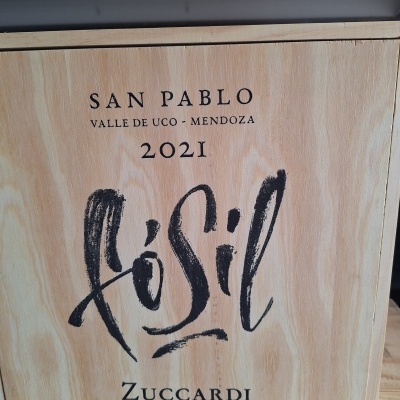 SAN PABLO
VALLE DE UCO - MENDOZA
2021
fósil
ZUCCARDI